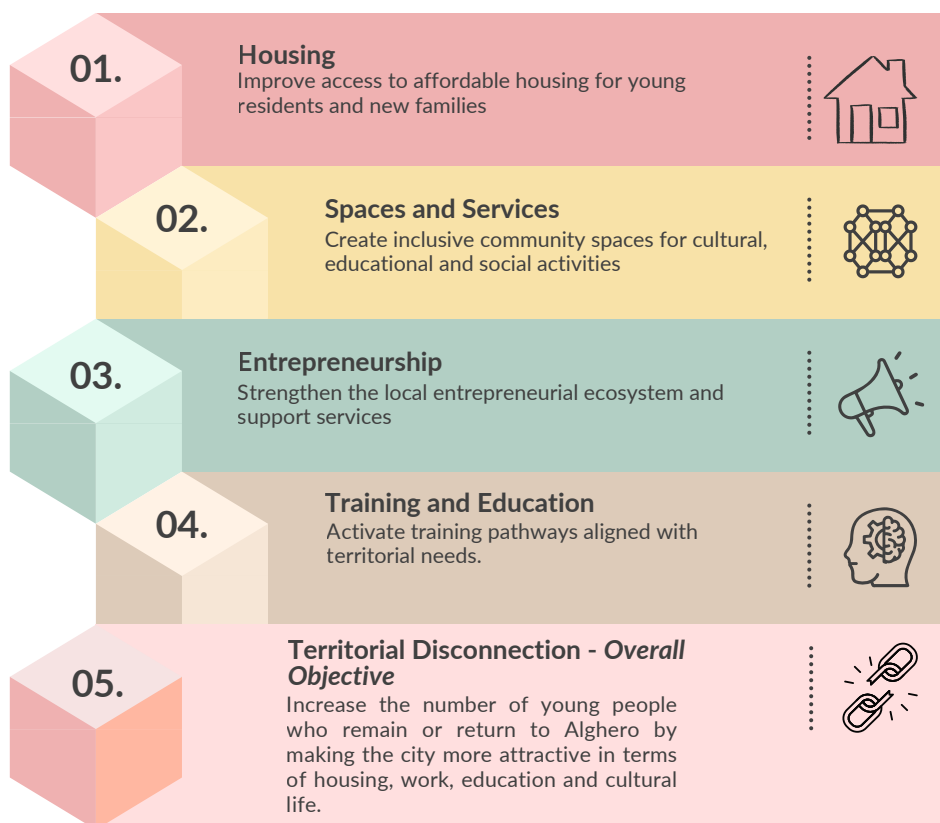 01.
Housing
Improve access to affordable housing for young
residents and new families
02.
Spaces and Services
Create inclusive community spaces for cultural,
educational and social activities
03.
Entrepreneurship
Strengthen the local entrepreneurial ecosystem and
support services
04.
Training and Education
Activate training pathways aligned with
territorial needs.
05.
Territorial Disconnection - Overall
Objective
Increase the number of young people
who remain or return to Alghero by
making the city more attractive in terms
of housing, work, education and cultural
life.